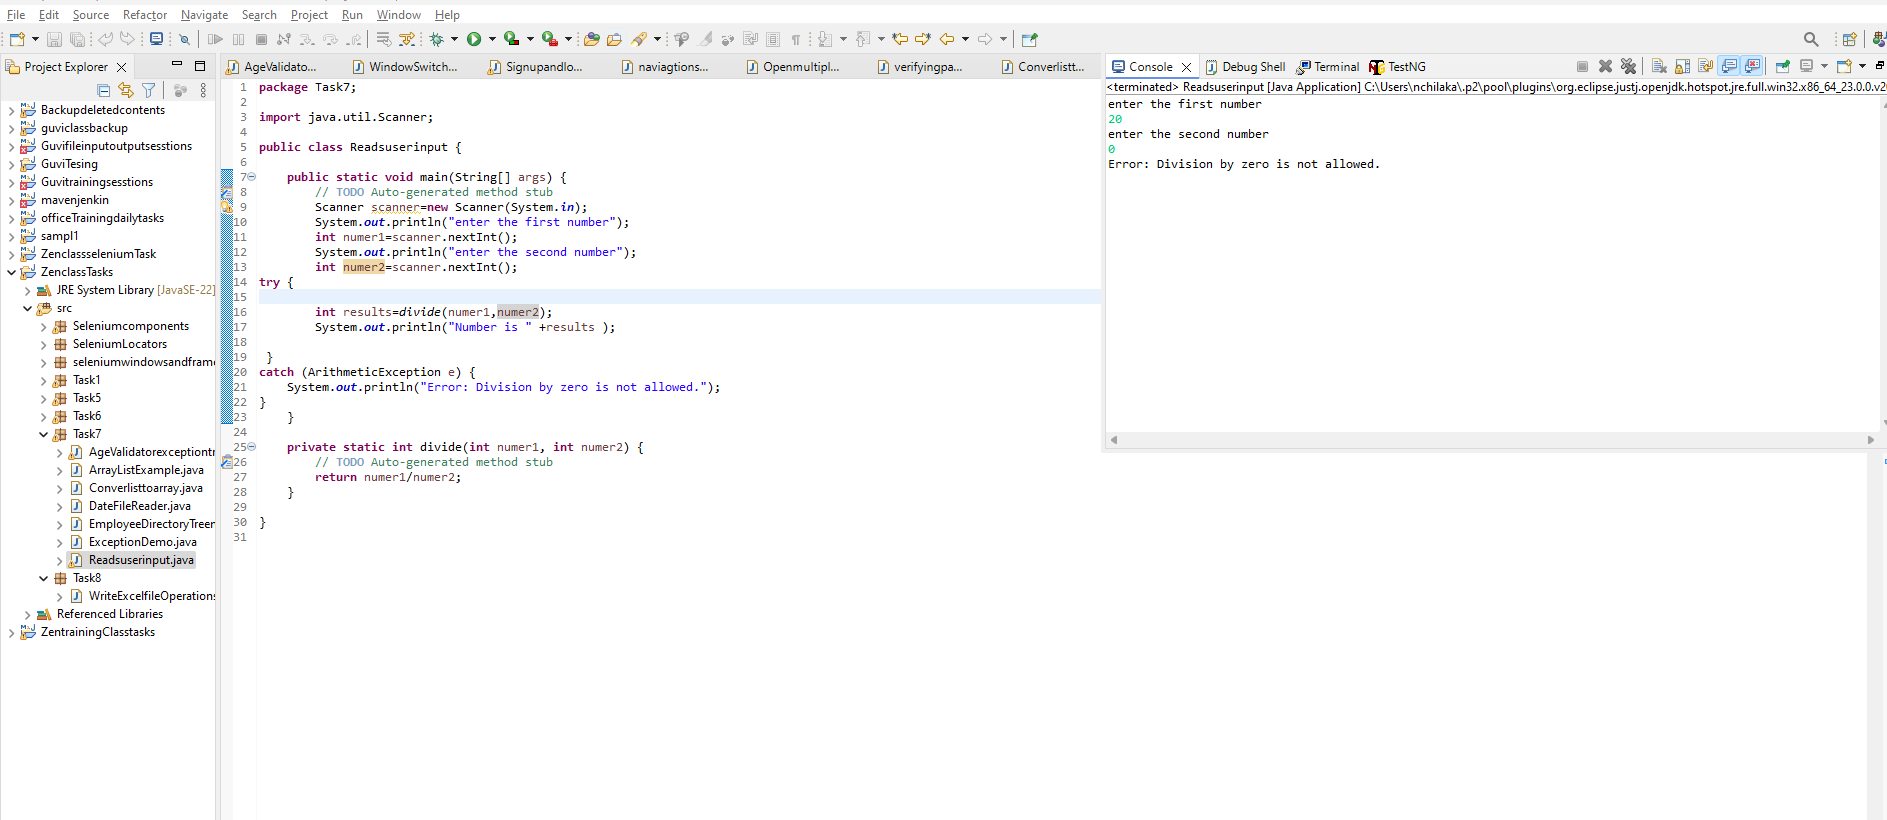 File Edit Source Refactor Navigate Search Project Run Window Help
Project Explorer
Backupdeletedcontents
guviclassbackup
Guvifileinputoutputsesstions
GuviTesing
Guvitrainingsesstions
mavenjenkin
officeTrainingdailytasks
sampl1
ZenclassseleniumTask
ZenclassTasks
JRE System Library [JavaSE-22]
src
Seleniumcomponents
SeleniumLocators
seleniumwindowsandframe
Task1
Task5
Task6
Task7
AgeValidatorexceptiontr
ArrayListExample.java
Converlisttoarray.java
DateFileReader.java
EmployeeDirectoryTreen
ExceptionDemo.java
Readsuserinput.java
Task8
WriteExcelfileOperations
Referenced Libraries
ZentrainingClasstasks
AgeValidato... WindowSwitch... Signupandlo... naviagtions... Openmultipl... verifyingpa... Converlistt...
1 package Task7;
2
3 import java.util.Scanner;
4
5 public class Readsuserinput {
6
7 public static void main(String[] args) {
8 // TODO Auto-generated method stub
9 Scanner scanner=new Scanner(System.in);
10 System.out.println("enter the first number");
11 int numer1=scanner.nextInt();
12 System.out.println("enter the second number");
13 int numer2=scanner.nextInt();
14 try {
15
16 int results=divide(numer1,numer2);
17 System.out.println("Number is " +results );
18
19 }
20 catch (ArithmeticException e) {
21 System.out.println("Error: Division by zero is not allowed.");
22 }
23 }
24
25 private static int divide(int numer1, int numer2) {
26 // TODO Auto-generated method stub
27 return numer1/numer2;
28 }
29
30 }
31
Console Debug Shell Terminal TestNG
<terminated> Readsuserinput [Java Application] C:\Users\nchilaka\.p2\pool\plugins\org.eclipse.justj.openjdk.hotspot.jre.full.win32.x86_64_23.0.0.v20
enter the first number
20
enter the second number
0
Error: Division by zero is not allowed.